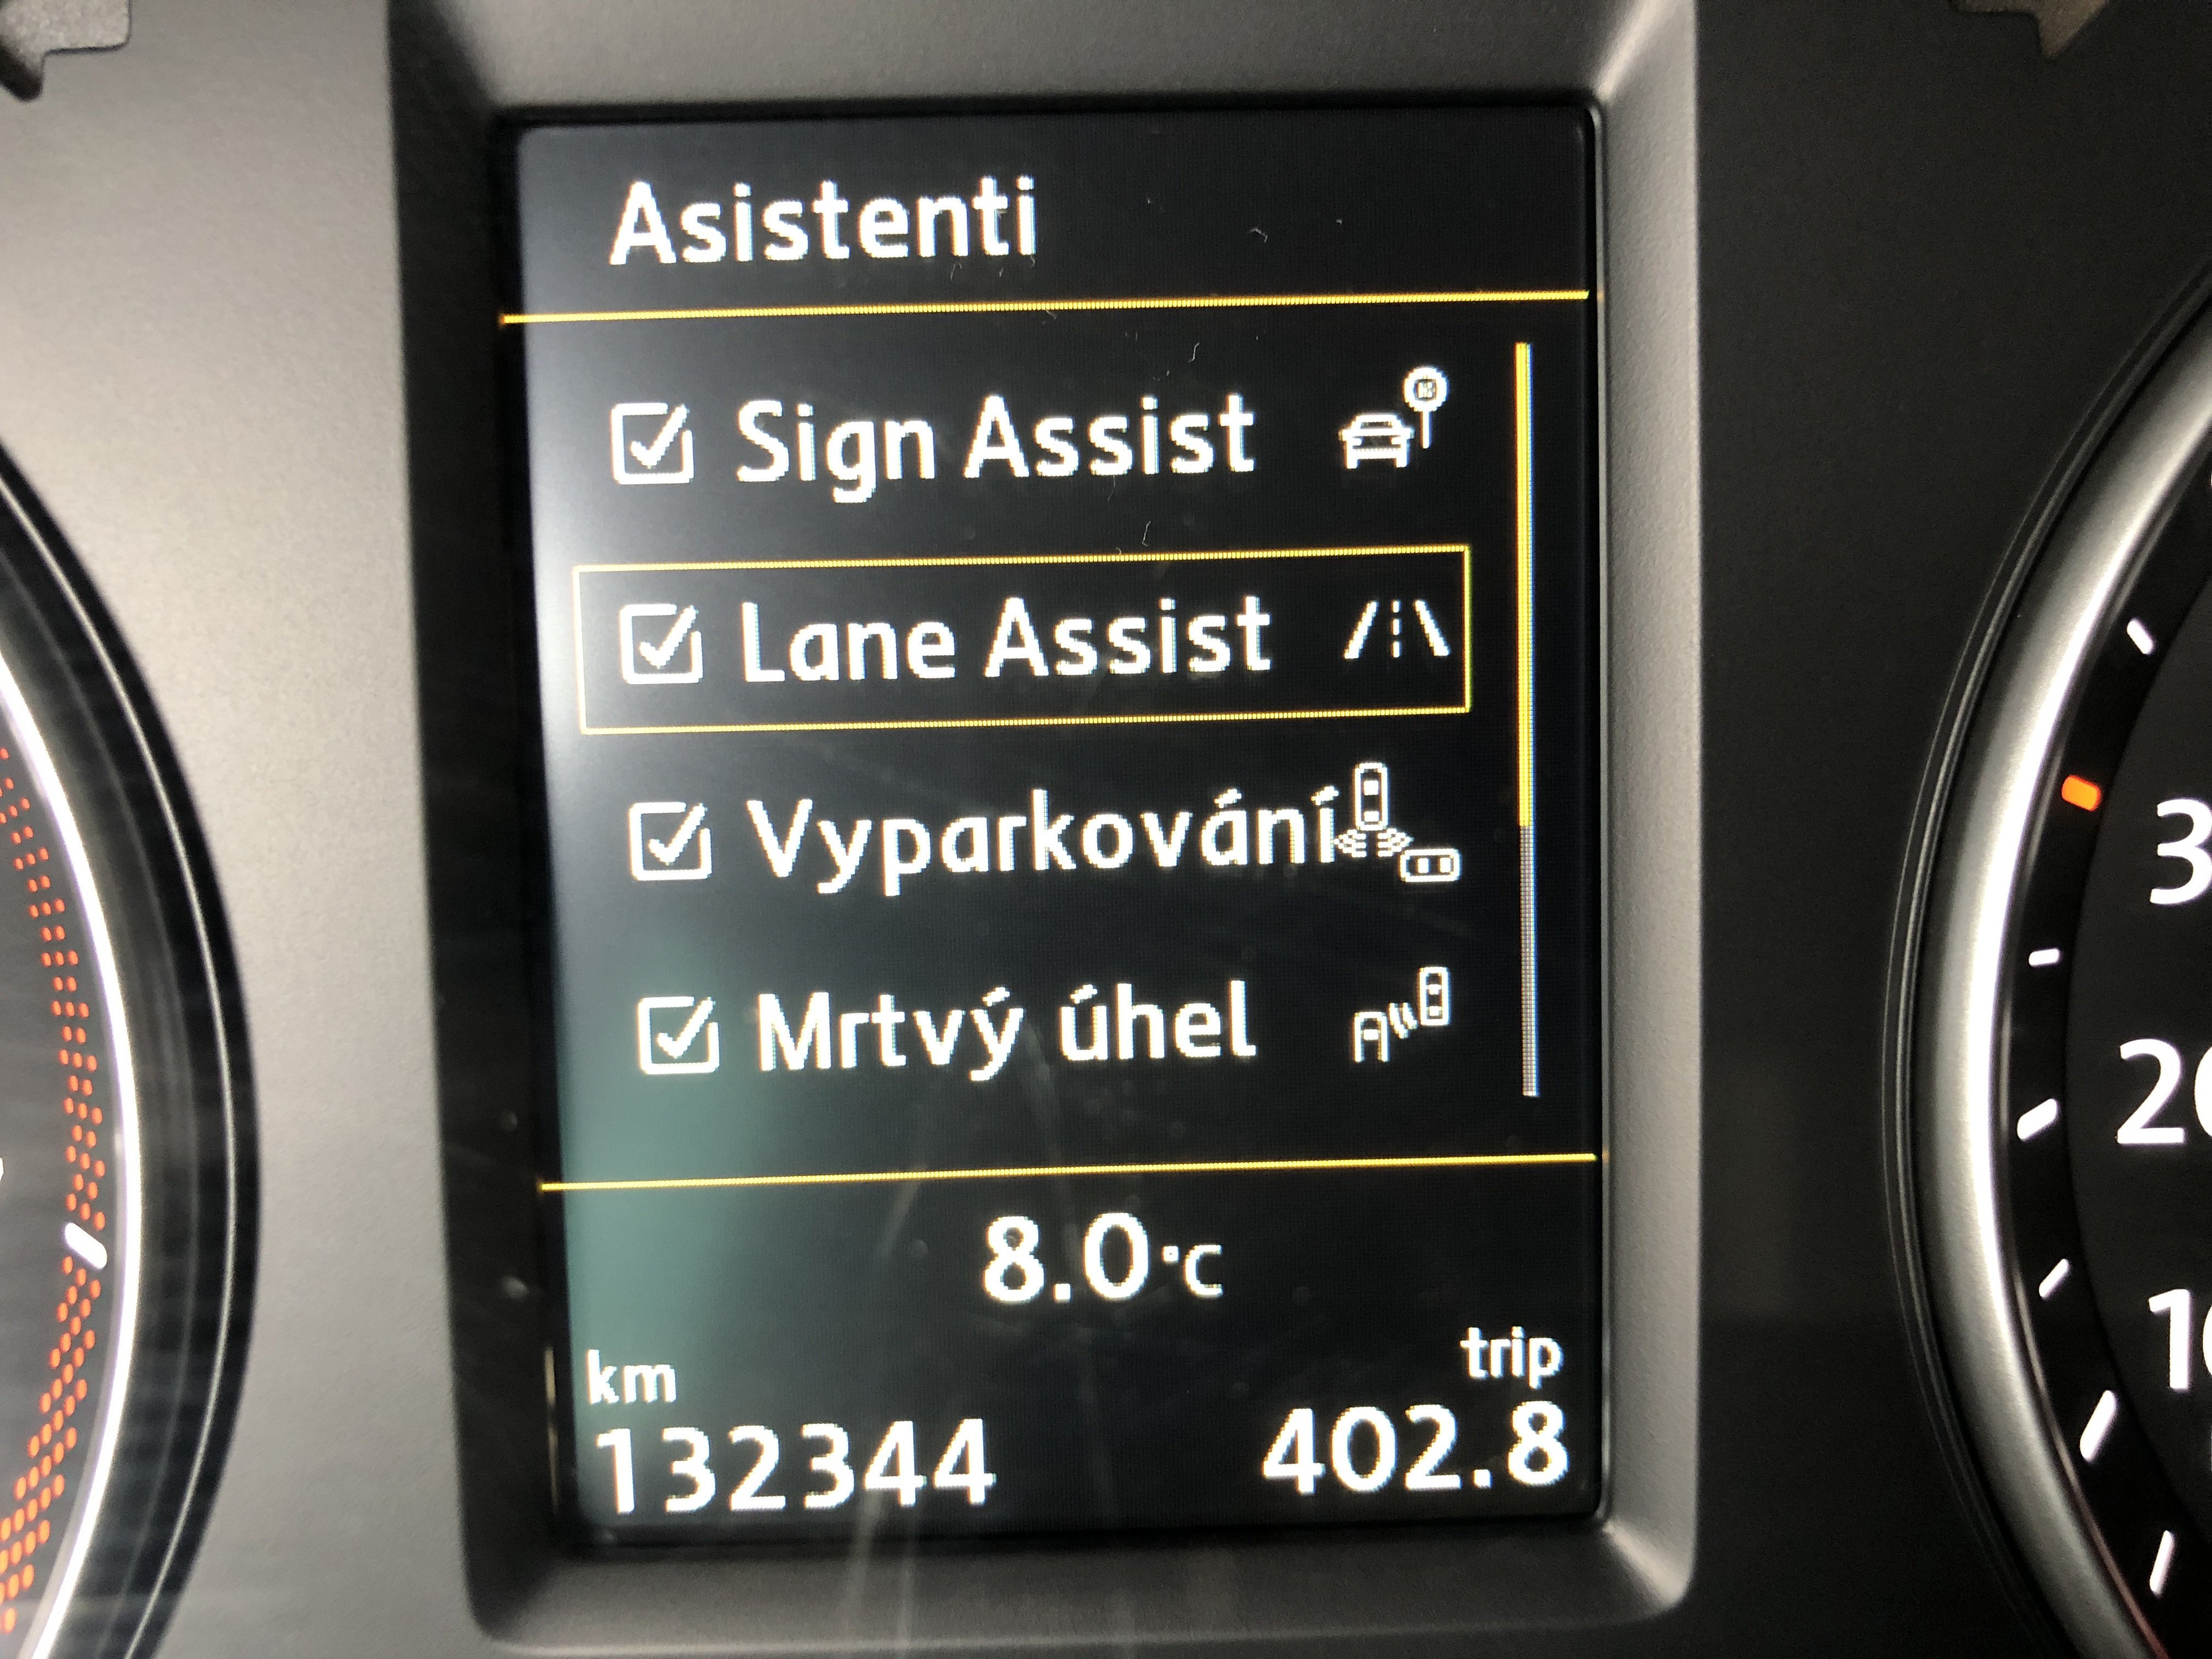 Asistenti
Sign Assist
Lane Assist
Vyparkování
Mrtvý úhel
8.0°C
km
trip
132344
402.8